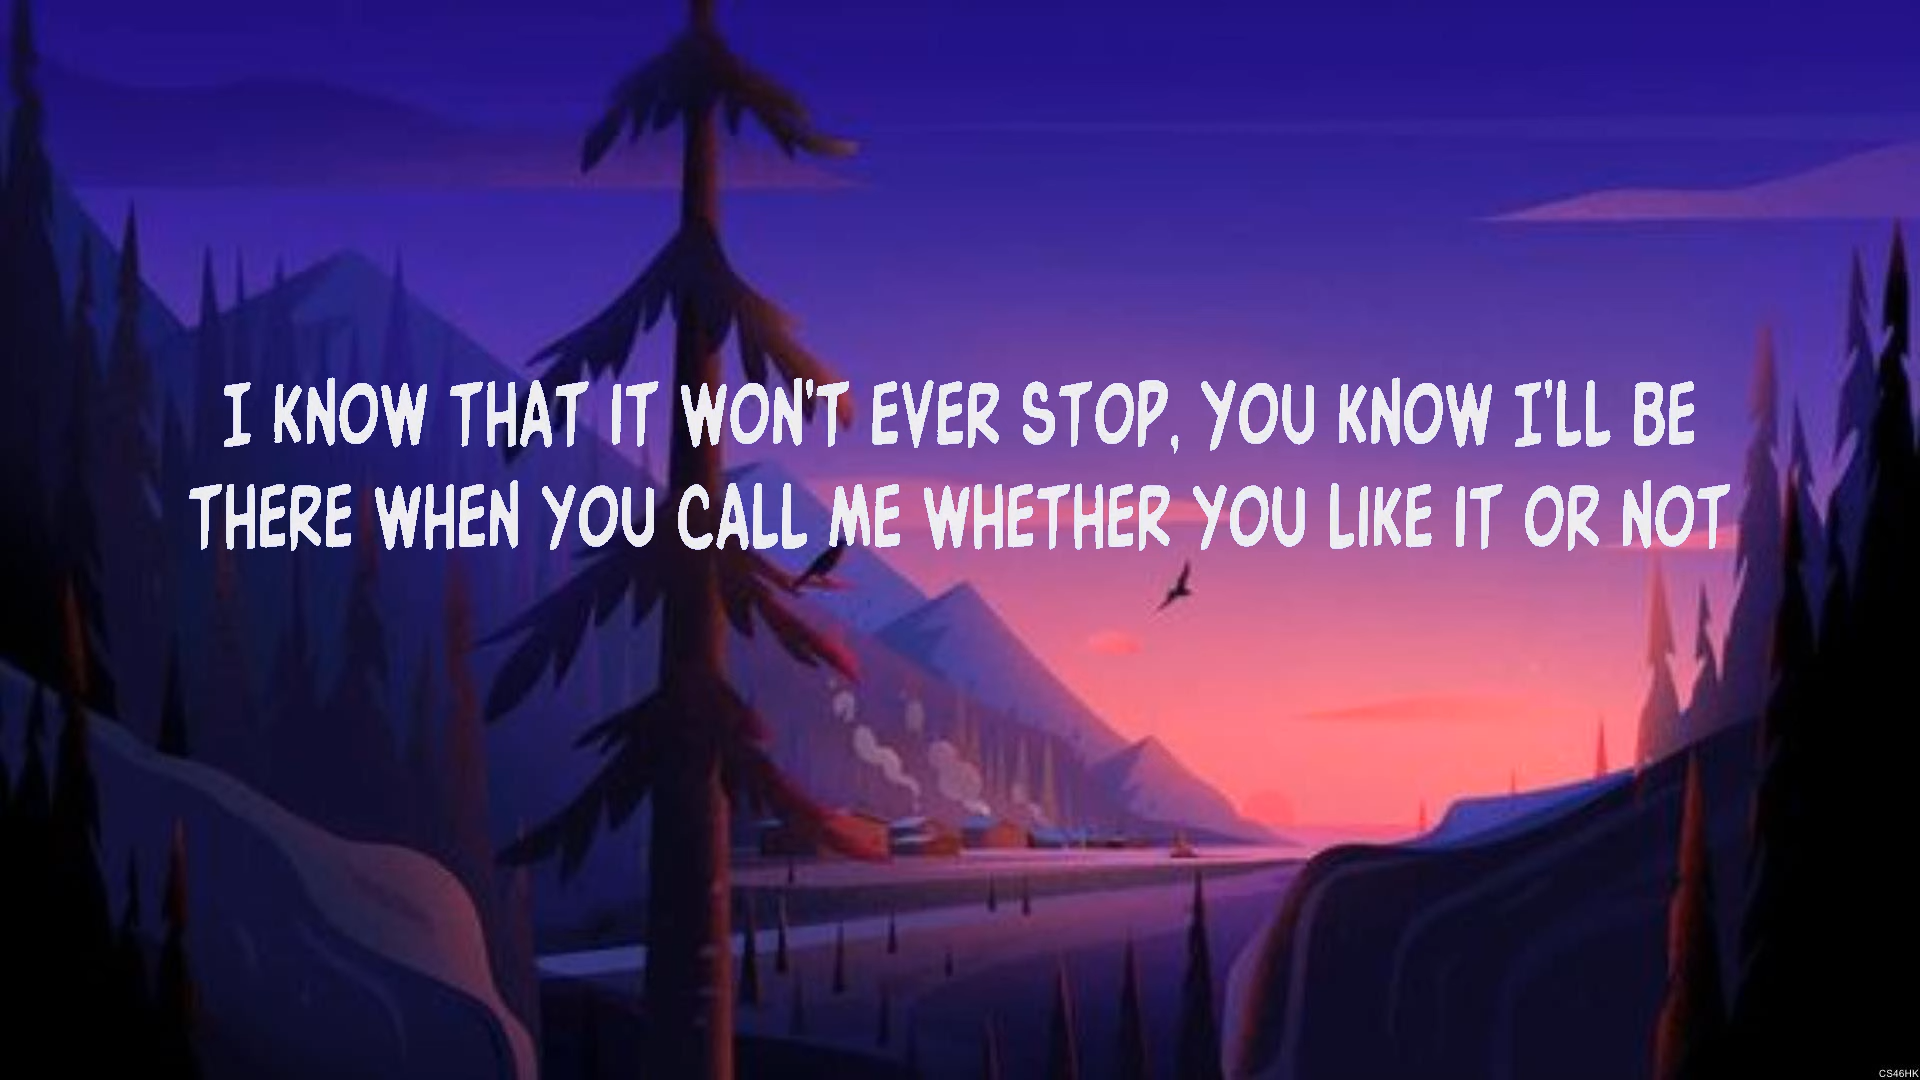 I KNOW THAT IT WON'T EVER STOP, YOU KNOW I'LL BE
THERE WHEN YOU CALL ME WHETHER YOU LIKE IT OR NOT
CS46HK